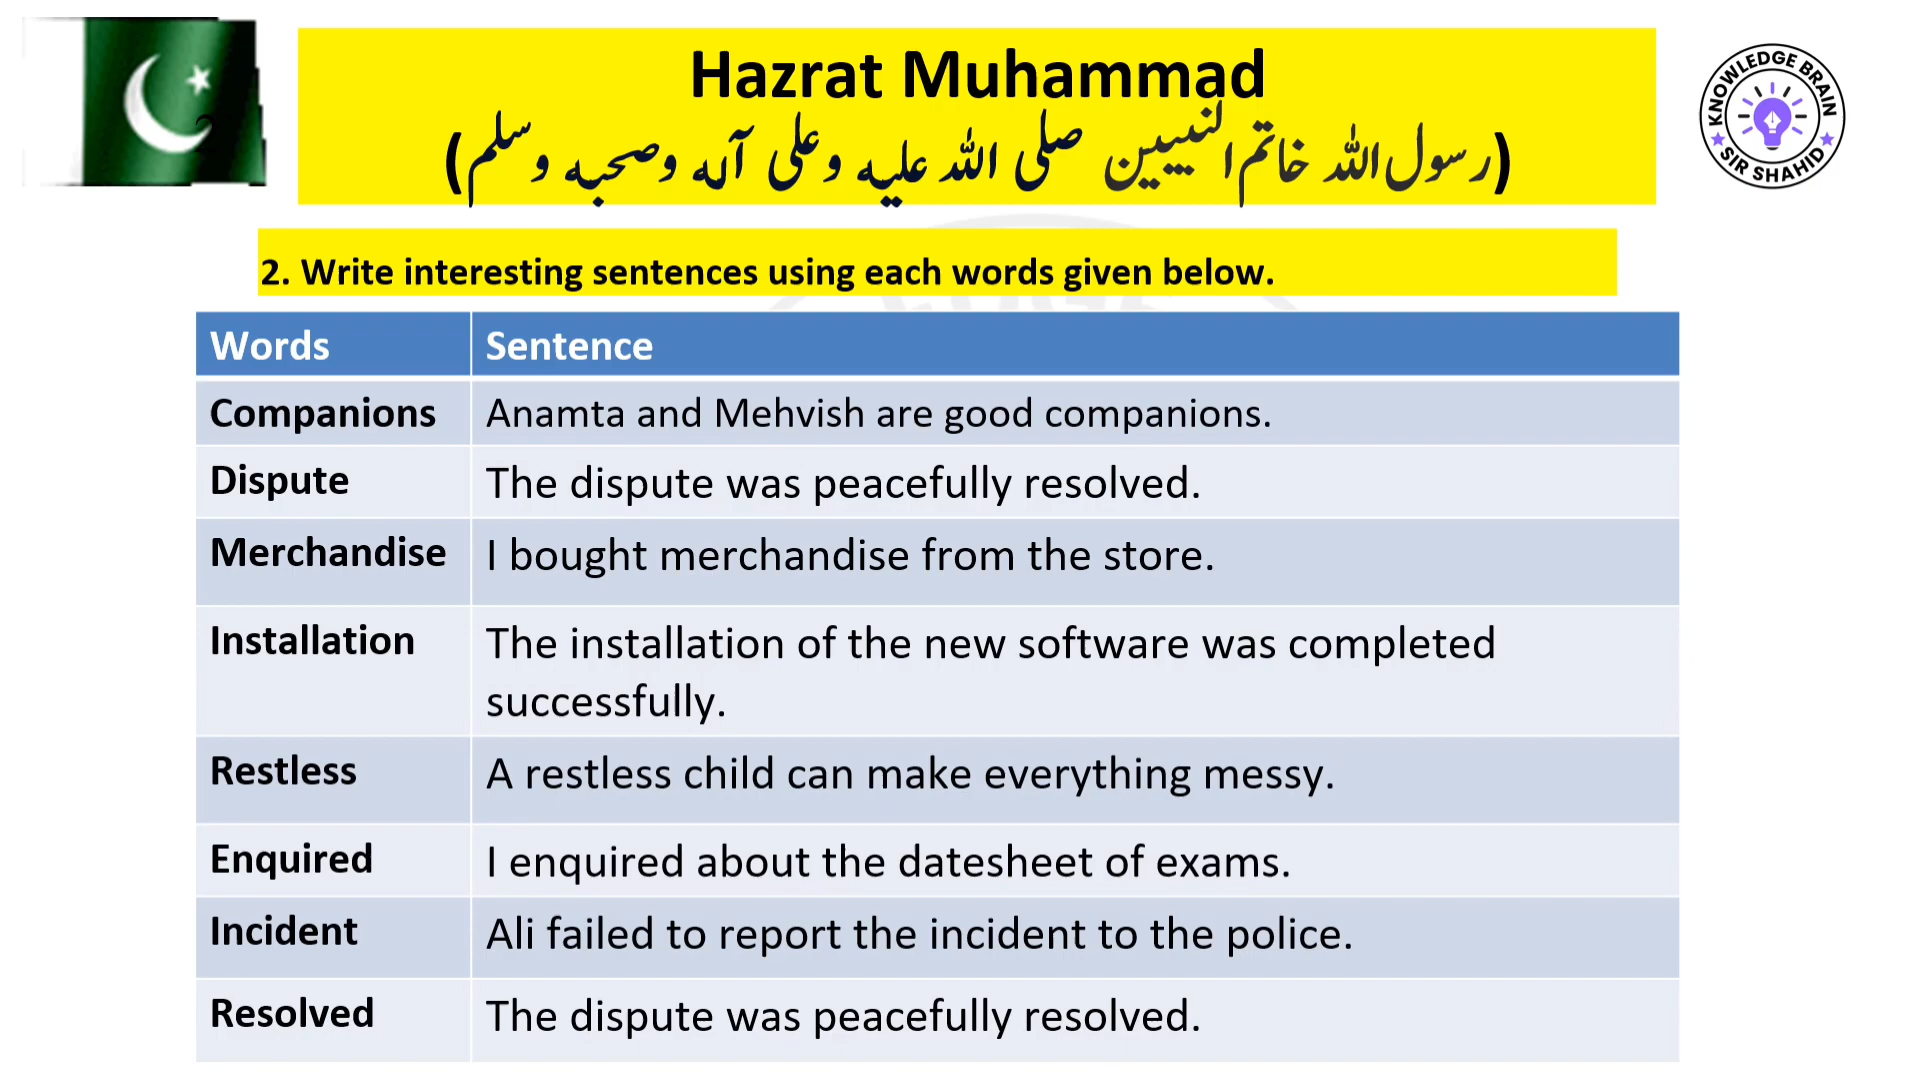 Hazrat Muhammad
(رسول اللہ خاتم النبیین صلی اللہ علیہ وعلی آلہ وصحبہ وسلم)
KNOWLEDGE BRAIN
SIR SHAHID
2. Write interesting sentences using each words given below.
Words Sentence
Companions Anamta and Mehvish are good companions.
Dispute The dispute was peacefully resolved.
Merchandise I bought merchandise from the store.
Installation The installation of the new software was completed
successfully.
Restless A restless child can make everything messy.
Enquired I enquired about the datesheet of exams.
Incident Ali failed to report the incident to the police.
Resolved The dispute was peacefully resolved.